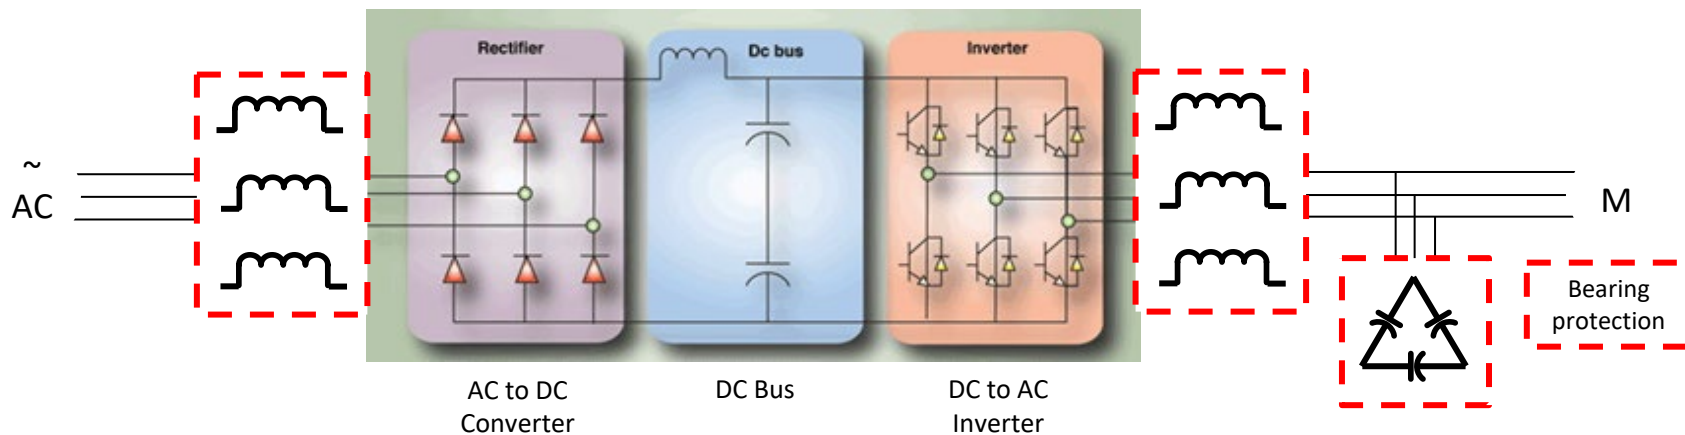 Rectifier
Dc bus
Inverter
~
AC
M
Bearing
protection
AC to DC
Converter
DC Bus
DC to AC
Inverter